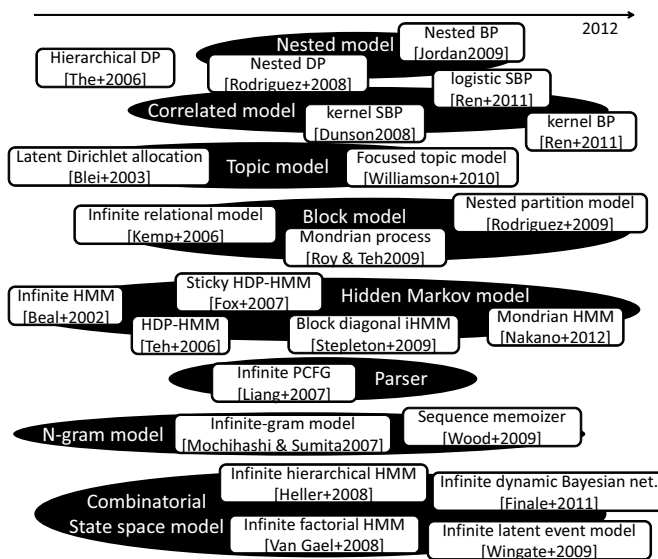 2012
Nested BP
[Jordan2009]
Nested model
Hierarchical DP
[The+2006]
Nested DP
[Rodriguez+2008]
logistic SBP
[Ren+2011]
Correlated model
kernel SBP
[Dunson2008]
kernel BP
[Ren+2011]
Latent Dirichlet allocation
[Blei+2003]
Topic model
Focused topic model
[Williamson+2010]
Nested partition model
[Rodriguez+2009]
Infinite relational model
[Kemp+2006]
Block model
Mondrian process
[Roy & Teh2009]
Sticky HDP-HMM
[Fox+2007]
Hidden Markov model
Infinite HMM
[Beal+2002]
HDP-HMM
[Teh+2006]
Block diagonal iHMM
[Stepleton+2009]
Mondrian HMM
[Nakano+2012]
Infinite PCFG
[Liang+2007]
Parser
N-gram model
Infinite-gram model
[Mochihashi & Sumita2007]
Sequence memoizer
[Wood+2009]
Infinite hierarchical HMM
[Heller+2008]
Infinite dynamic Bayesian net.
[Finale+2011]
Combinatorial
State space model
Infinite factorial HMM
[Van Gael+2008]
Infinite latent event model
[Wingate+2009]